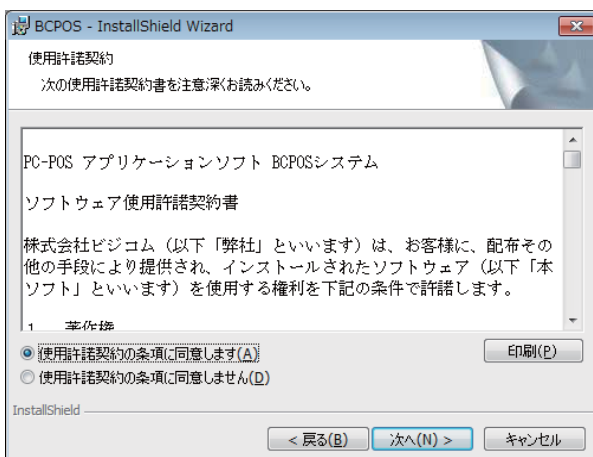 BCPOS - InstallShield Wizard
使用許諾契約
次の使用許諾契約書を注意深くお読みください。
PC-POS アプリケーションソフト BCPOSシステム
ソフトウェア使用許諾契約書
株式会社ビジコム（以下「弊社」といいます）は、お客様に、配布その
他の手段により提供され、インストールされたソフトウェア（以下「本
ソフト」といいます）を使用する権利を下記の条件で許諾します。
1. 著作権
使用許諾契約の条項に同意します(A)
印刷(P)
使用許諾契約の条項に同意しません(D)
InstallShield
< 戻る(B)
次へ(N) >
キャンセル